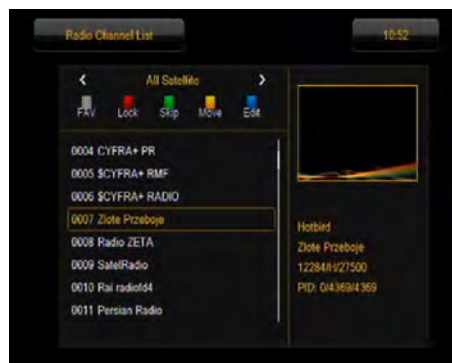 Radio Channel List
10:52
All Satellite
FAV Lock Skip Move Edit
0004 CYFRA+ PR
0005 $CYFRA+ RMF
0006 $CYFRA+ RADIO
0007 Zlote Przeboje
0008 Radio ZETA
0009 SatelRadio
0010 Rai radiofd4
0011 Persian Radio
Hotbird
Zlote Przeboje
12284/H/27500
PID: 0/4369/4369